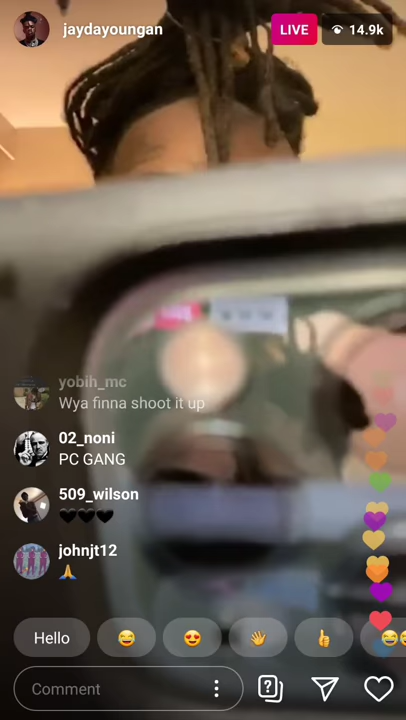 jaydayoungan
LIVE
14.9k
yobih_mc
Wya finna shoot it up
02_noni
PC GANG
509_wilson
johnjt12
Hello
Comment